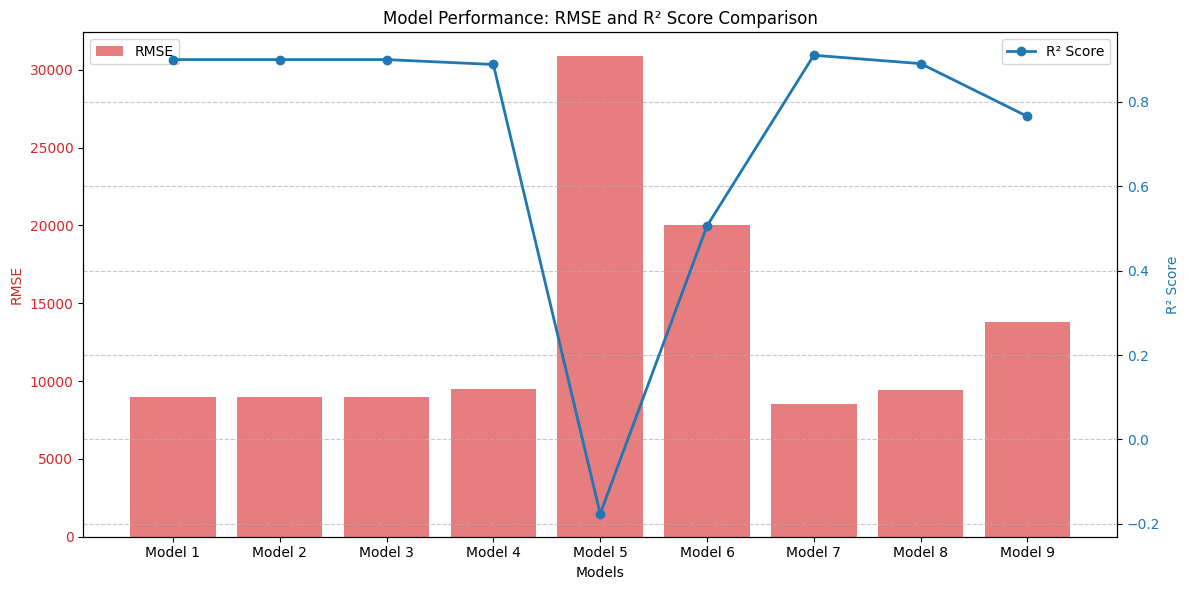 Model Performance: RMSE and R² Score Comparison
RMSE
R² Score
30000
25000
20000
15000
10000
5000
0
RMSE
0.8
0.6
0.4
0.2
0.0
−0.2
R² Score
Model 1 Model 2 Model 3 Model 4 Model 5 Model 6 Model 7 Model 8 Model 9
Models